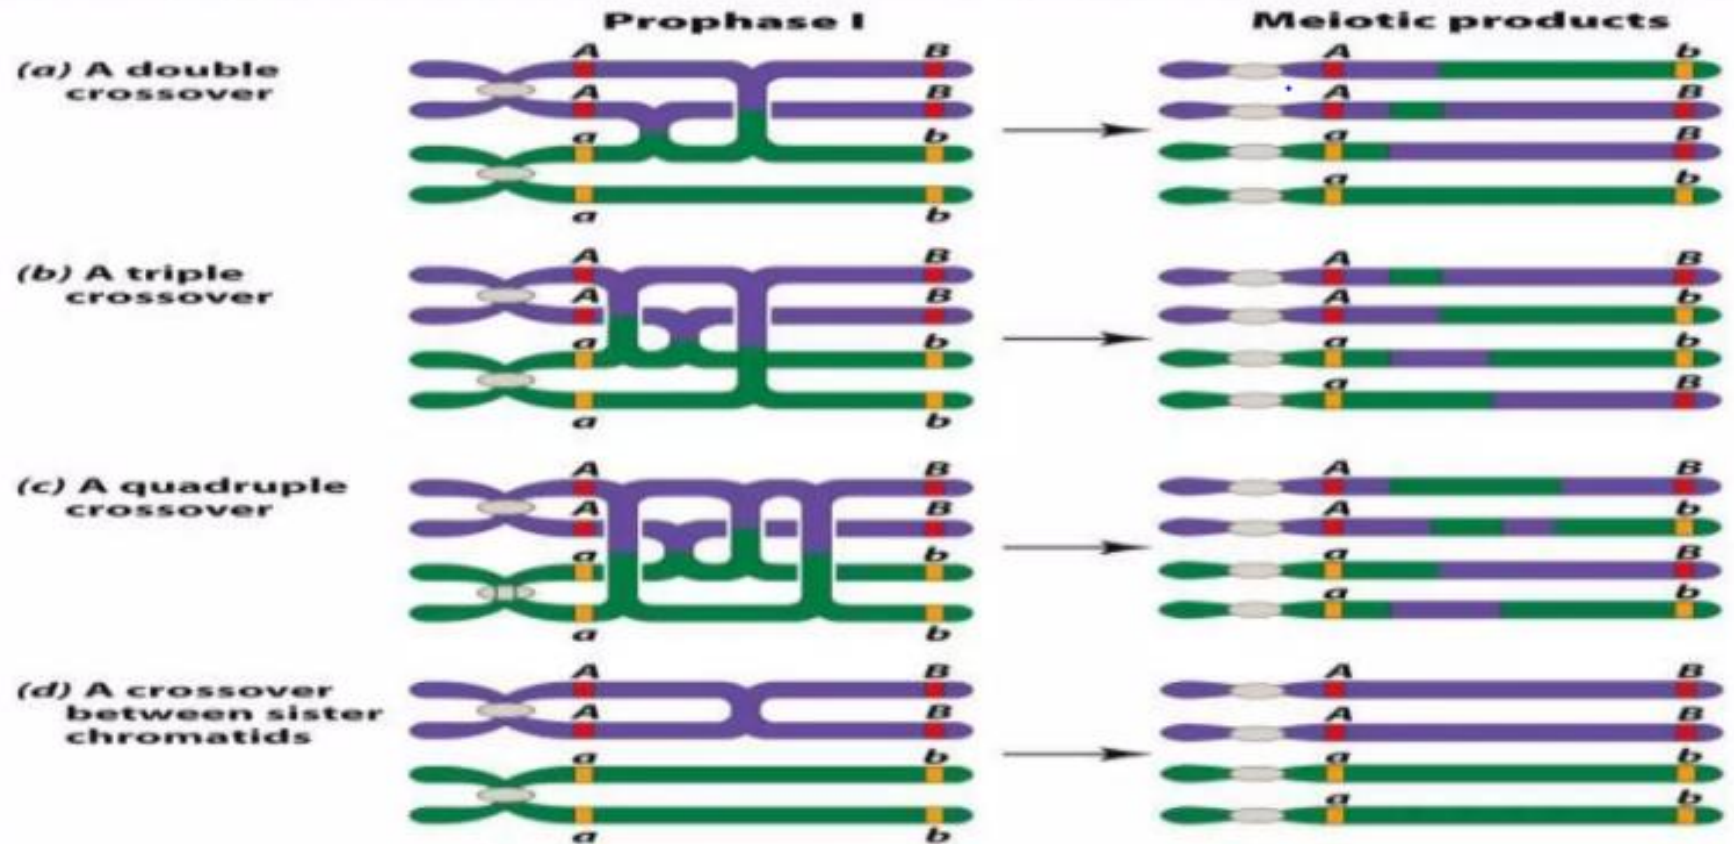 Prophase I
Meiotic products
(a) A double
crossover
A
B
A
B
a
b
a
b
A
b
A
B
a
B
a
b
(b) A triple
crossover
A
B
A
B
a
b
a
b
A
B
A
b
a
b
a
B
(c) A quadruple
crossover
A
B
A
B
a
b
a
b
A
B
A
b
a
B
a
b
(d) A crossover
between sister
chromatids
A
B
A
B
a
b
a
b
A
B
A
B
a
b
a
b